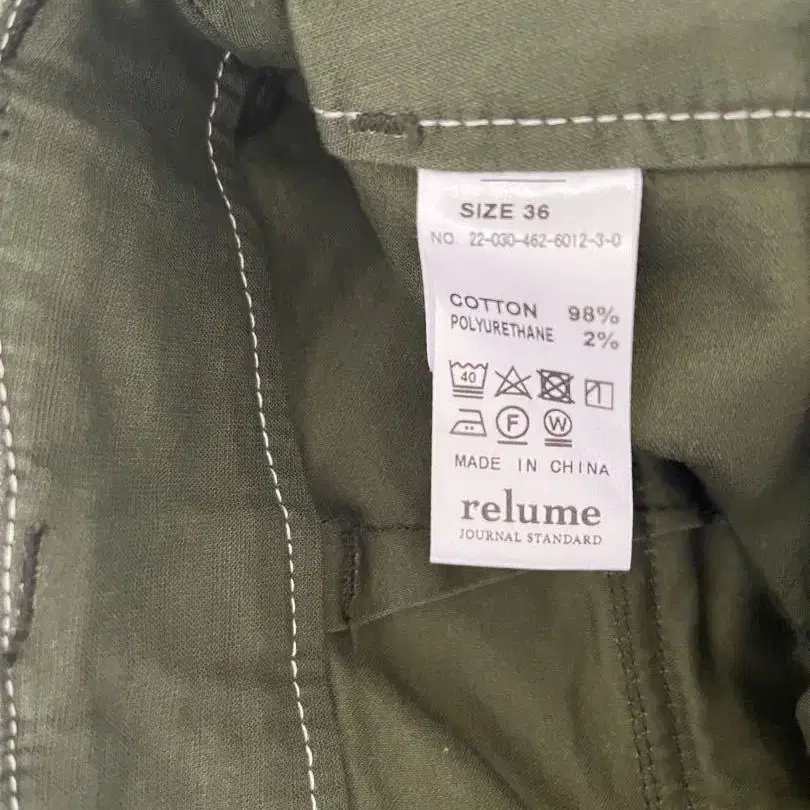 SIZE 36
NO. 22-030-462-6012-3-0
COTTON 98%
POLYURETHANE 2%
40
F W
MADE IN CHINA
relume
JOURNAL STANDARD